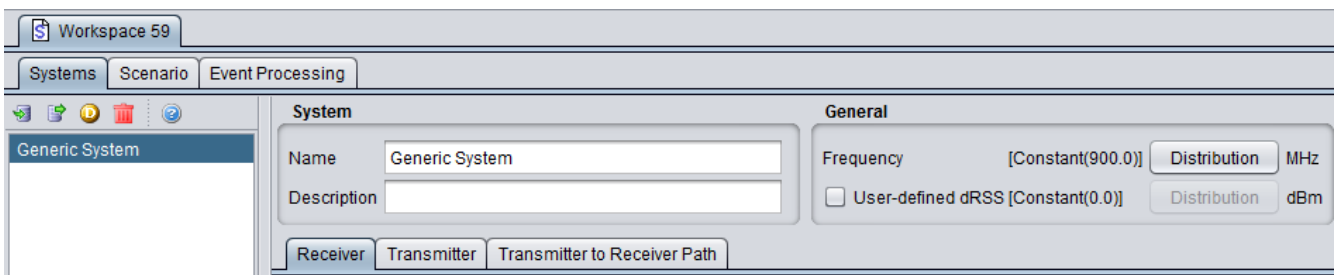 Workspace 59
Systems Scenario Event Processing
System
General
Generic System
Name Generic System
Frequency [Constant(900.0)] Distribution MHz
Description
User-defined dRSS [Constant(0.0)] Distribution dBm
Receiver Transmitter Transmitter to Receiver Path